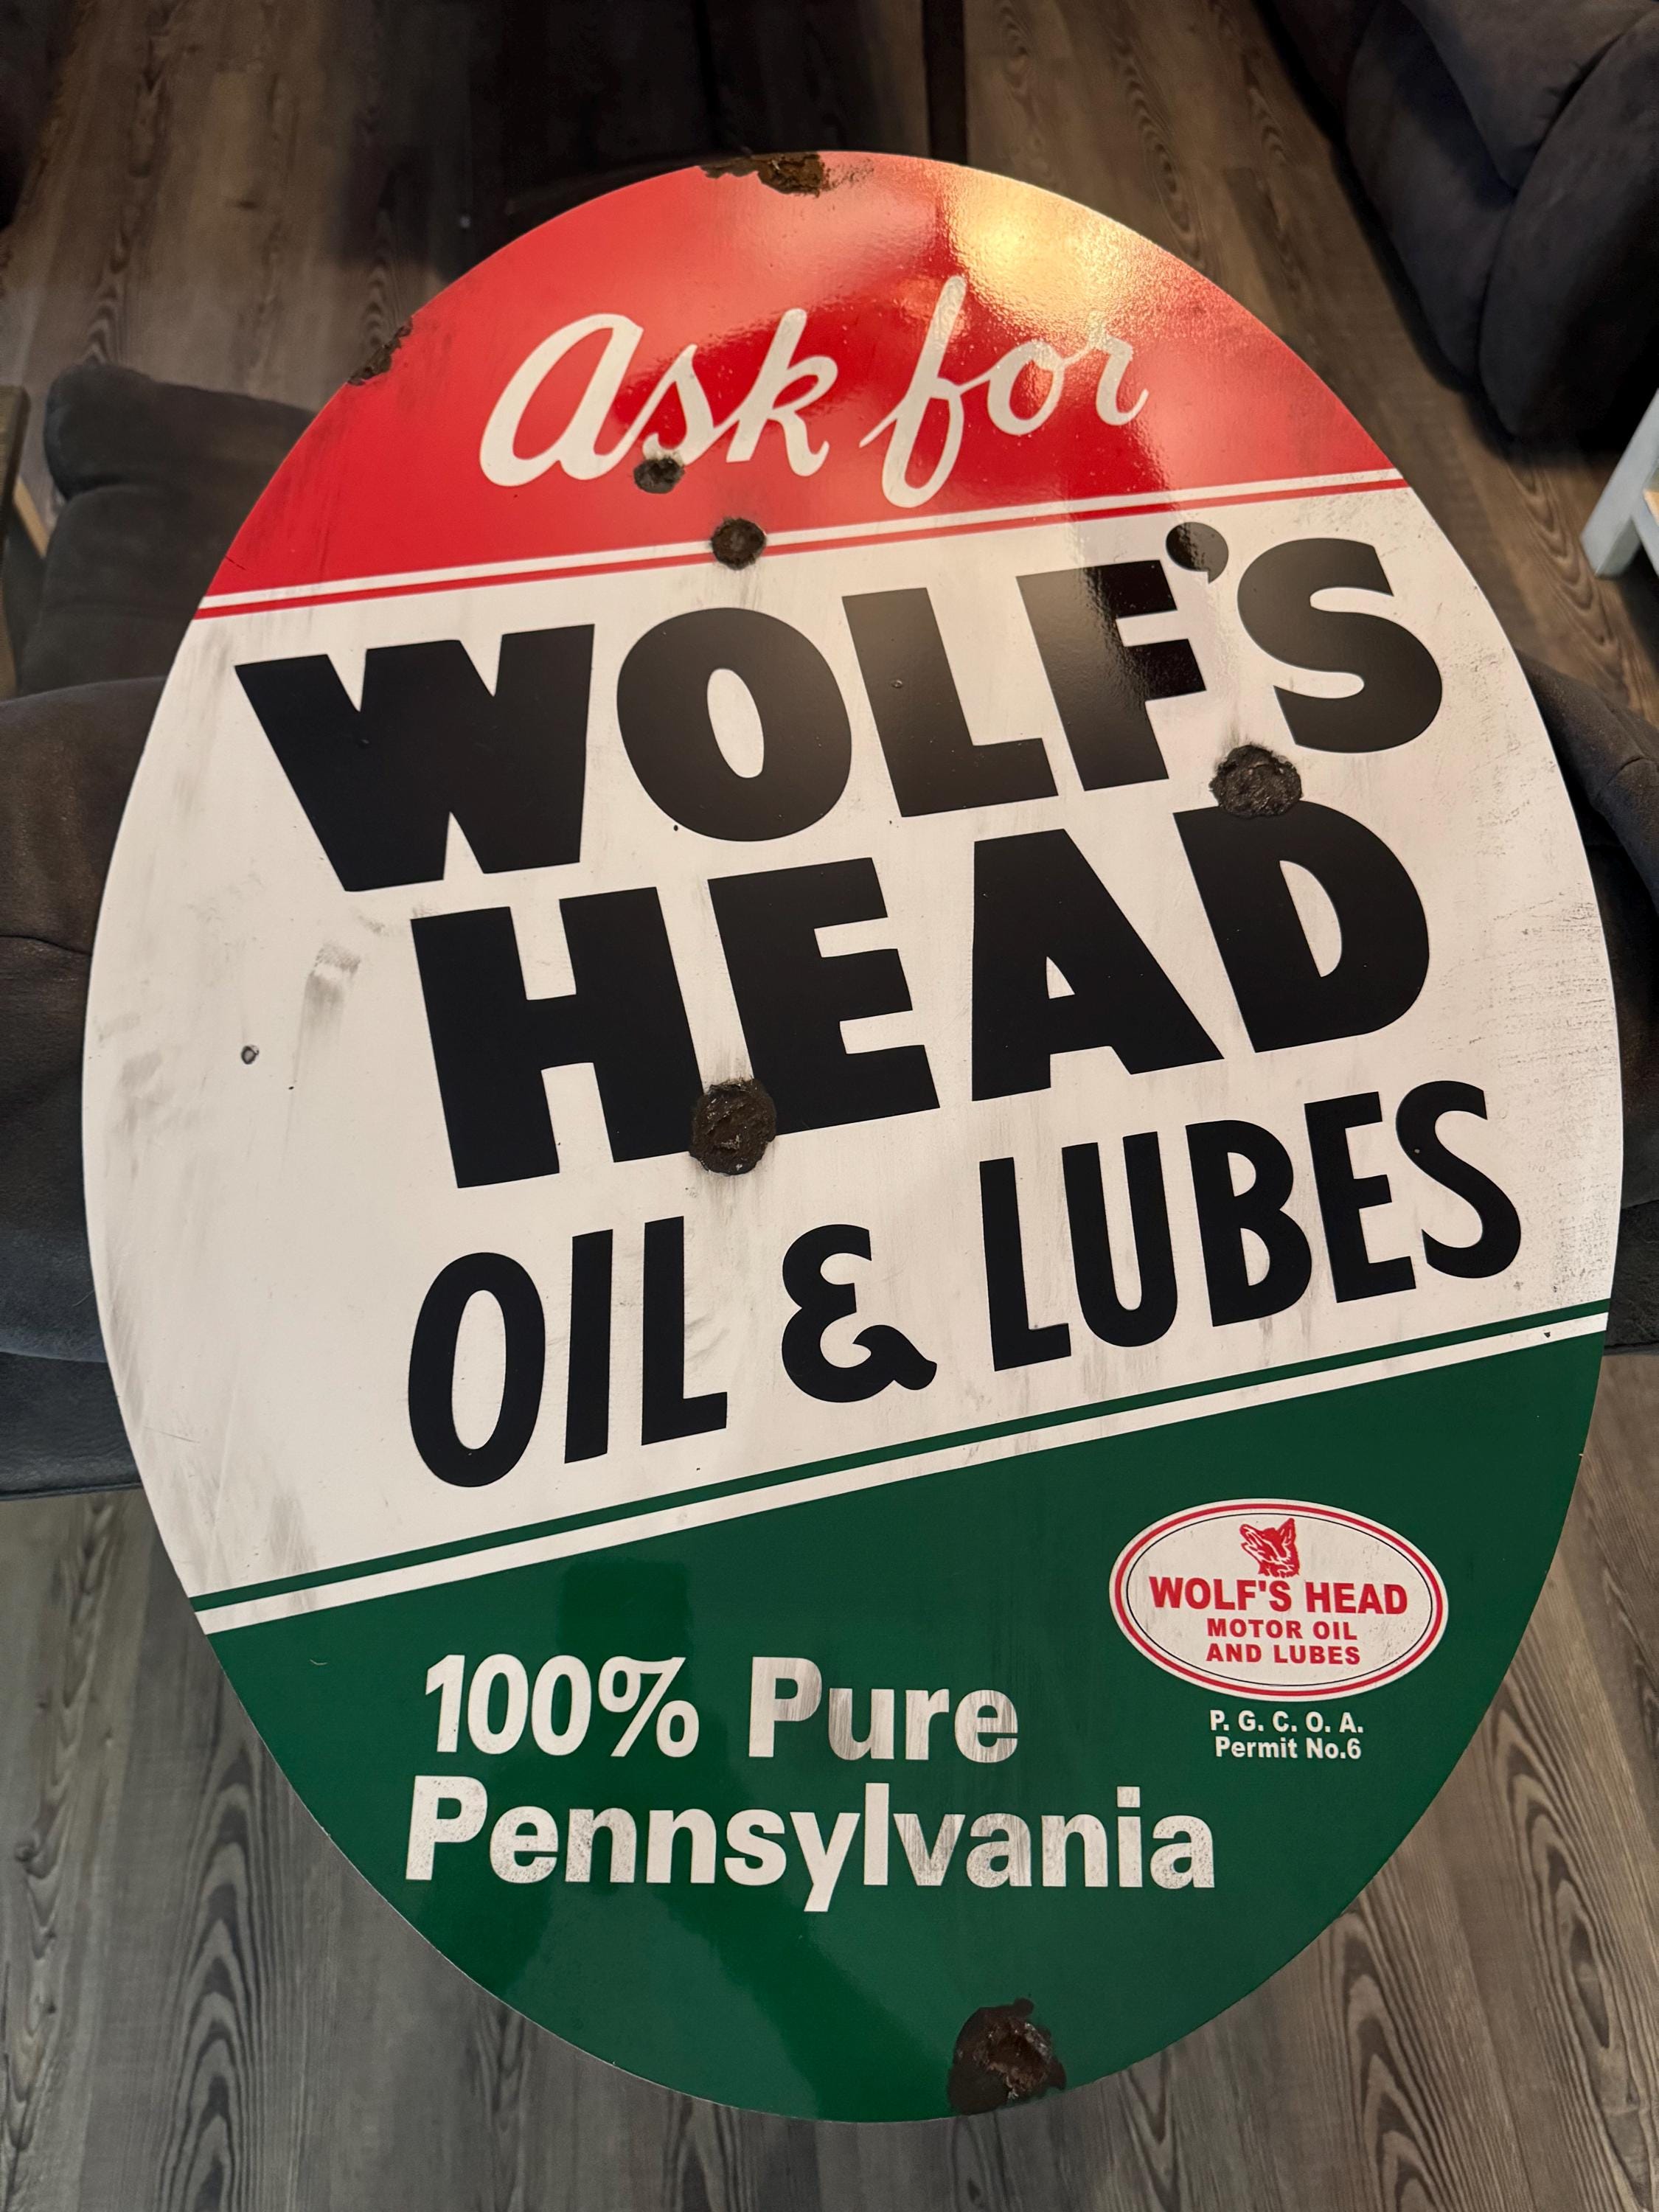 Ask for
WOLF'S
HEAD
OIL & LUBES
WOLF'S HEAD
MOTOR OIL
AND LUBES
P. G. C. O. A.
Permit No.6
100% Pure
Pennsylvania